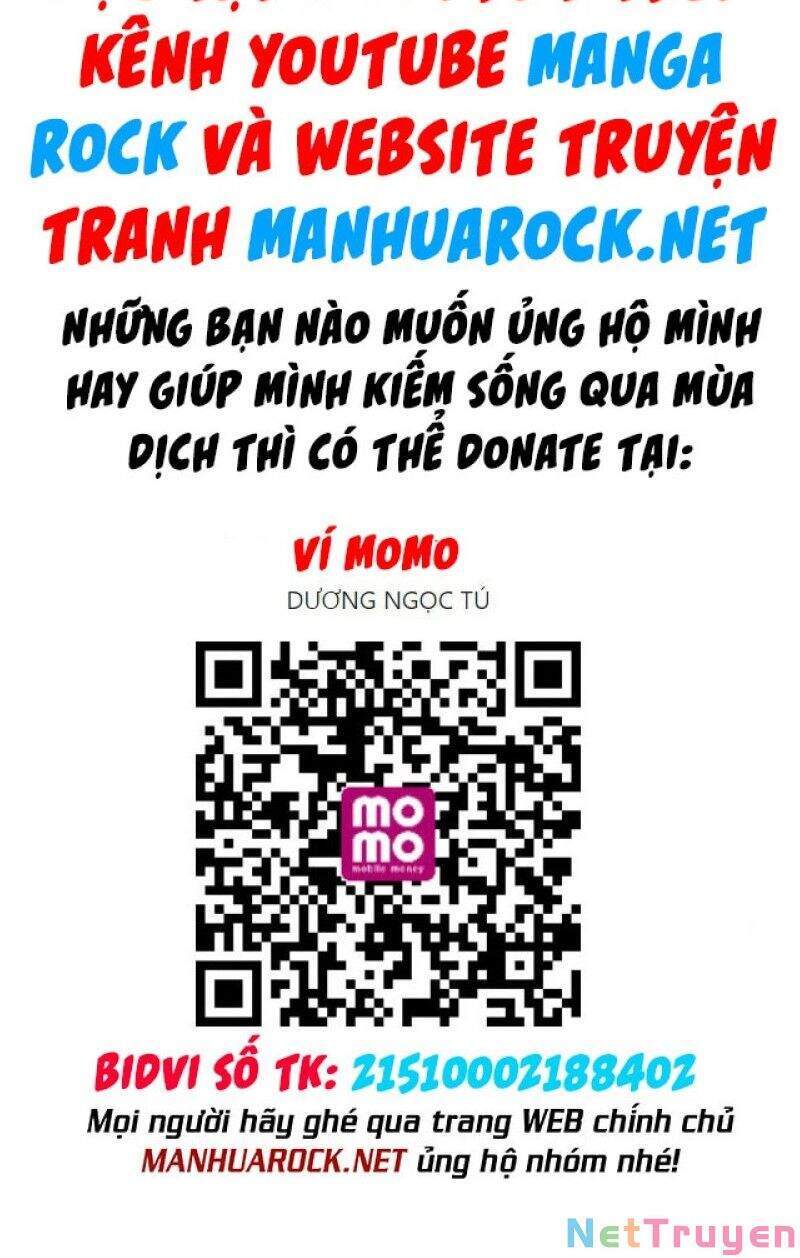 KÊNH YOUTUBE MANGA
ROCK VÀ WEBSITE TRUYỆN
TRANH MANHUAROCK.NET
NHỮNG BẠN NÀO MUỐN ỦNG HỘ MÌNH
HAY GIÚP MÌNH KIẾM SỐNG QUA MÙA
DỊCH THÌ CÓ THỂ DONATE TẠI:
VÍ MOMO
DƯƠNG NGỌC TÚ
mo
mo
mobile money
BIDVI SỐ TK: 21510002188402
Mọi người hãy ghé qua trang WEB chính chủ
MANHUAROCK.NET ủng hộ nhóm nhé!
NetTruyen